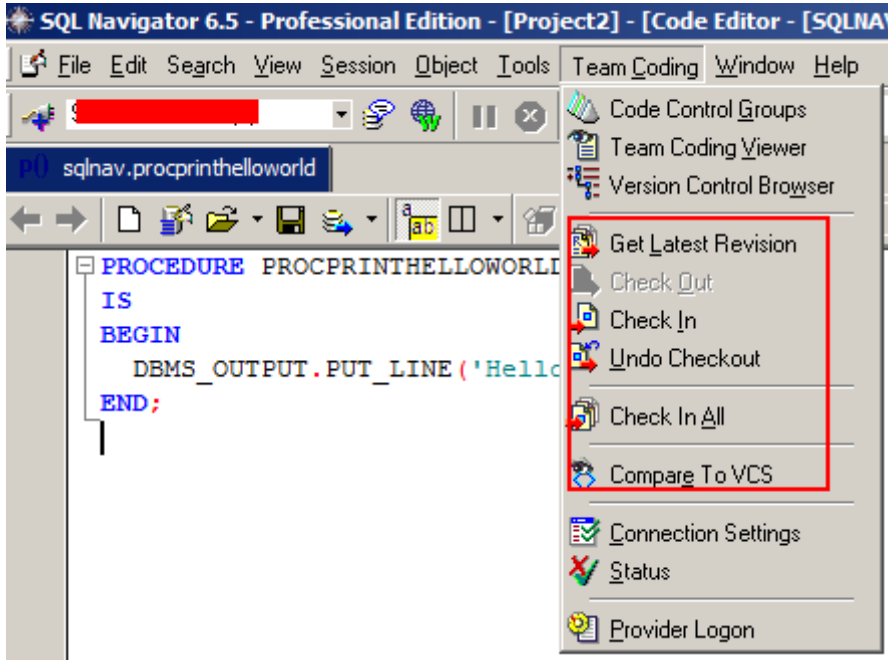 SQL Navigator 6.5 - Professional Edition - [Project2] - [Code Editor - [SQLNA
File Edit Search View Session Object Tools Team Coding Window Help
sqlnav.procprinthelloworld
PROCEDURE PROCPRINTHELLOWORLD
IS
BEGIN
DBMS_OUTPUT.PUT_LINE('Hello
END;
Code Control Groups
Team Coding Viewer
Version Control Browser
Get Latest Revision
Check Out
Check In
Undo Checkout
Check In All
Compare To VCS
Connection Settings
Status
Provider Logon